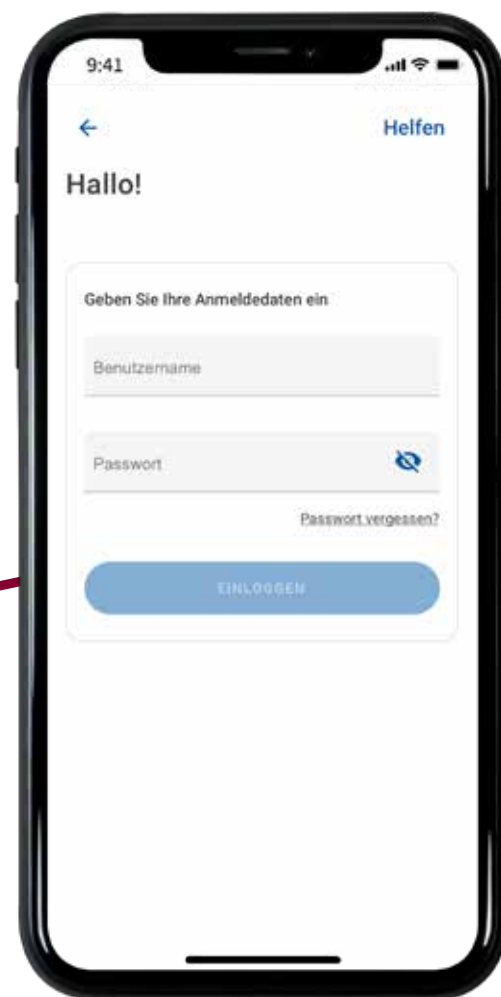 9:41
Helfen
Hallo!
Geben Sie Ihre Anmeldedaten ein
Benutzername
Passwort
Passwort vergessen?
EINLOGGEN